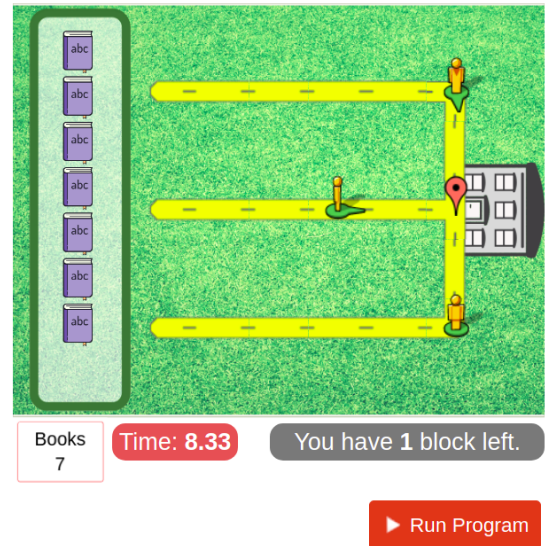 abc
abc
abc
abc
abc
abc
abc
Books
7
Time: 8.33
You have 1 block left.
Run Program